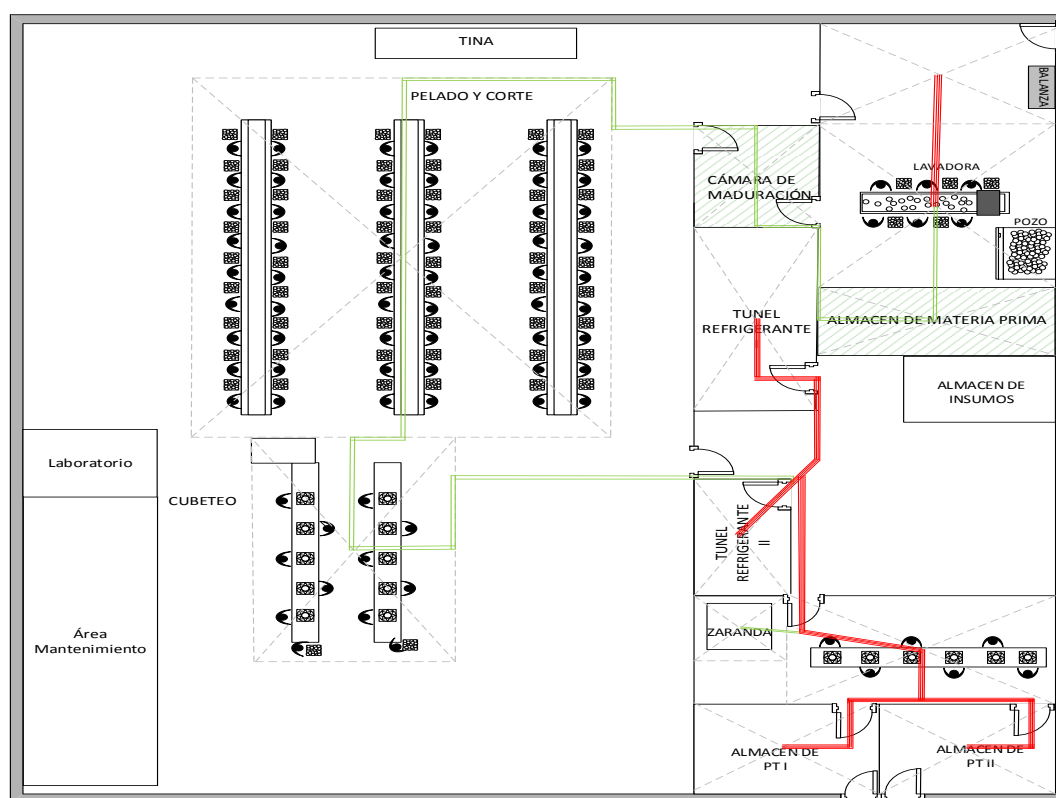 TINA
PELADO Y CORTE
BALANZA
LAVADORA
CÁMARA DE
MADURACIÓN
POZO
TUNEL
REFRIGERANTE
ALMACEN DE MATERIA PRIMA
ALMACEN DE
INSUMOS
Laboratorio
CUBETEO
TUNEL
REFRIGERANTE
II
Área
Mantenimiento
ZARANDA
ALMACEN DE
PT I
ALMACEN DE
PT II